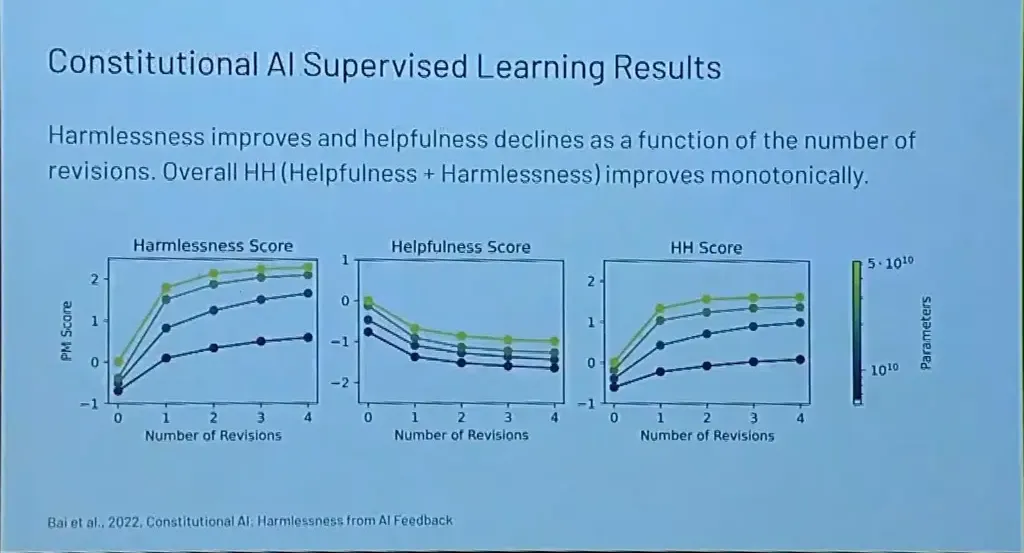 Constitutional AI Supervised Learning Results
Harmlessness improves and helpfulness declines as a function of the number of
revisions. Overall HH (Helpfulness + Harmlessness) improves monotonically.
Harmlessness Score
PM Score
2
1
0
−1
0 1 2 3 4
Number of Revisions
Helpfulness Score
1
0
−1
−2
0 1 2 3 4
Number of Revisions
HH Score
2
1
0
−1
0 1 2 3 4
Number of Revisions
5·10¹⁰
10¹⁰
Parameters
Bai et al., 2022, Constitutional AI: Harmlessness from AI Feedback